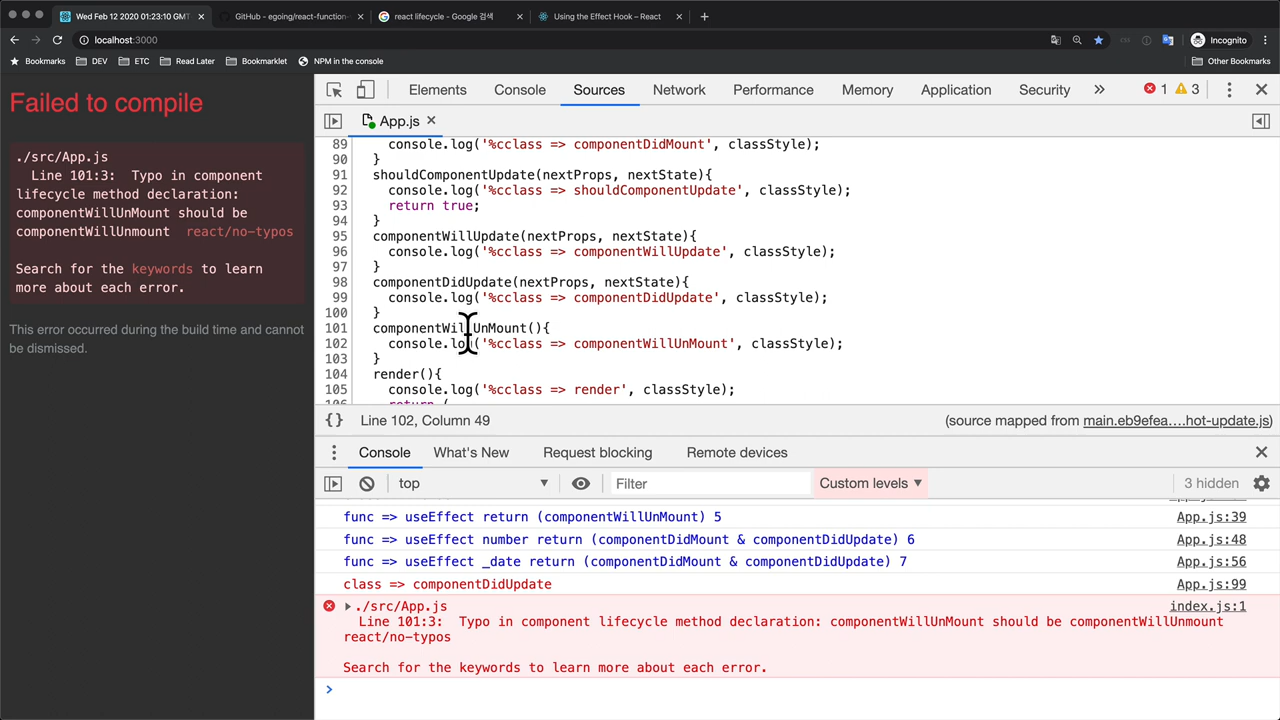 Wed Feb 12 2020 01:23:10 GMT
GitHub - egoing/react-function-
react lifecycle - Google 검색
Using the Effect Hook – React
localhost:3000
Incognito
Bookmarks
DEV
ETC
Read Later
Bookmarklet
NPM in the console
Other Bookmarks
Failed to compile
./src/App.js
Line 101:3:  Typo in component
lifecycle method declaration:
componentWillUnMount should be
componentWillUnmount  react/no-typos
Search for the keywords to learn
more about each error.
This error occurred during the build time and cannot
be dismissed.
Elements
Console
Sources
Network
Performance
Memory
Application
Security
1
3
App.js
89 console.log('%cclass => componentDidMount', classStyle);
90 }
91 shouldComponentUpdate(nextProps, nextState){
92 console.log('%cclass => shouldComponentUpdate', classStyle);
93 return true;
94 }
95 componentWillUpdate(nextProps, nextState){
96 console.log('%cclass => componentWillUpdate', classStyle);
97 }
98 componentDidUpdate(nextProps, nextState){
99 console.log('%cclass => componentDidUpdate', classStyle);
100 }
101 componentWillUnMount(){
102 console.log('%cclass => componentWillUnMount', classStyle);
103 }
104 render(){
105 console.log('%cclass => render', classStyle);
106 return (
{} Line 102, Column 49
(source mapped from main.eb9efea....hot-update.js)
Console
What's New
Request blocking
Remote devices
top
Filter
Custom levels
3 hidden
func => useEffect return (componentWillUnMount) 5 App.js:39
func => useEffect number return (componentDidMount & componentDidUpdate) 6 App.js:48
func => useEffect _date return (componentDidMount & componentDidUpdate) 7 App.js:56
class => componentDidUpdate App.js:99
./src/App.js index.js:1
Line 101:3:  Typo in component lifecycle method declaration: componentWillUnMount should be componentWillUnmount
react/no-typos
Search for the keywords to learn more about each error.